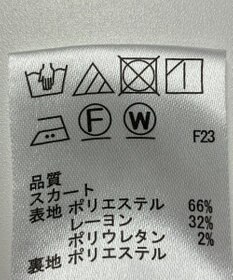 F W F23
品質
スカート
表地 ポリエステル 66%
レーヨン 32%
ポリウレタン 2%
裏地 ポリエステル